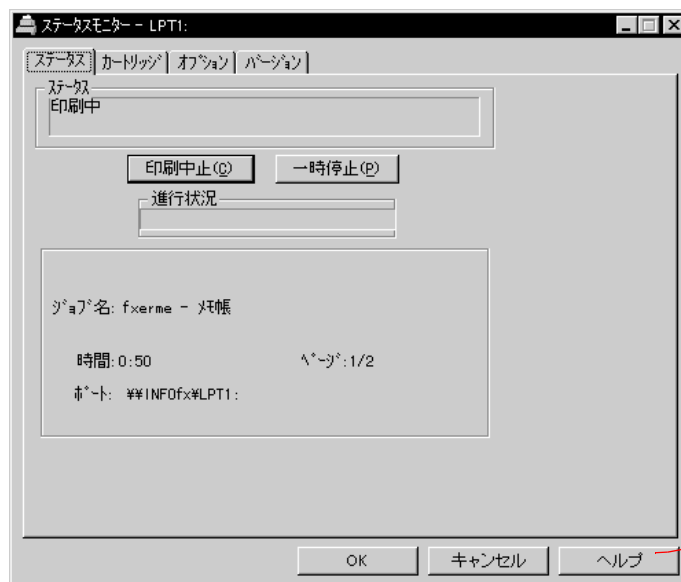 ステータスモニター - LPT1:
ステータス カートリッジ オプション バージョン
ステータス
印刷中
印刷中止(C) 一時停止(P)
進行状況
ジョブ名: fxerme - メモ帳
時間:0:50 ページ:1/2
ポート: ¥¥INFOfx¥LPT1:
OK キャンセル ヘルプ